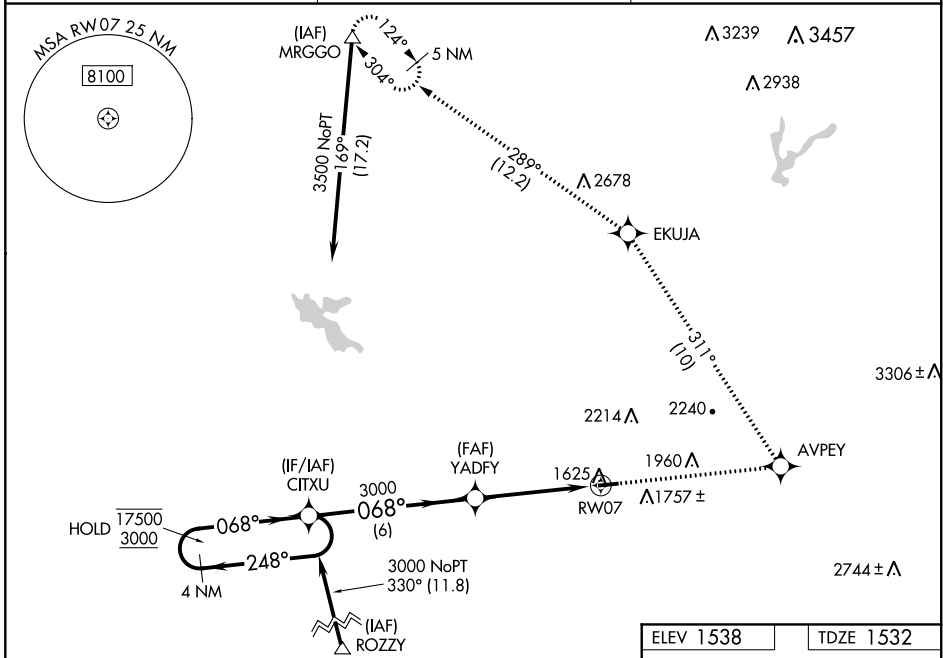 MSA RW07 25 NM
8100
(IAF)
MRGGO
124°
304°
5 NM
3239
3457
2938
3500 NoPT
169°
(17.2)
289°
(12.2)
2678
EKUJA
311°
(10)
3306±
2214
2240
AVPEY
(FAF)
YADFY
1625
1960
RW07
1757±
(IF/IAF)
CITXU
3000
068°
(6)
HOLD
17500
3000
068°
248°
4 NM
3000 NoPT
330° (11.8)
2744±
(IAF)
ROZZY
ELEV 1538
TDZE 1532